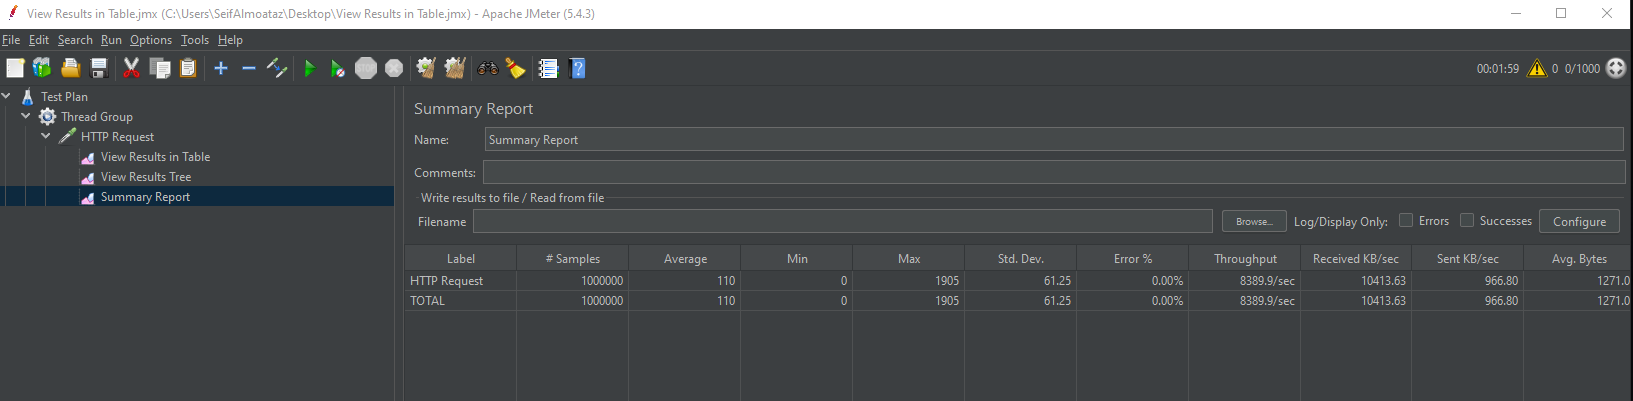 View Results in Table.jmx (C:\Users\SeifAlmoataz\Desktop\View Results in Table.jmx) - Apache JMeter (5.4.3)
File Edit Search Run Options Tools Help
STOP 00:01:59 0 0/1000
Test Plan
Thread Group
HTTP Request
View Results in Table
View Results Tree
Summary Report
Summary Report
Name: Summary Report
Comments:
Write results to file / Read from file
Filename Browse... Log/Display Only: Errors Successes Configure
Label # Samples Average Min Max Std. Dev. Error % Throughput Received KB/sec Sent KB/sec Avg. Bytes
HTTP Request 1000000 110 0 1905 61.25 0.00% 8389.9/sec 10413.63 966.80 1271.0
TOTAL 1000000 110 0 1905 61.25 0.00% 8389.9/sec 10413.63 966.80 1271.0